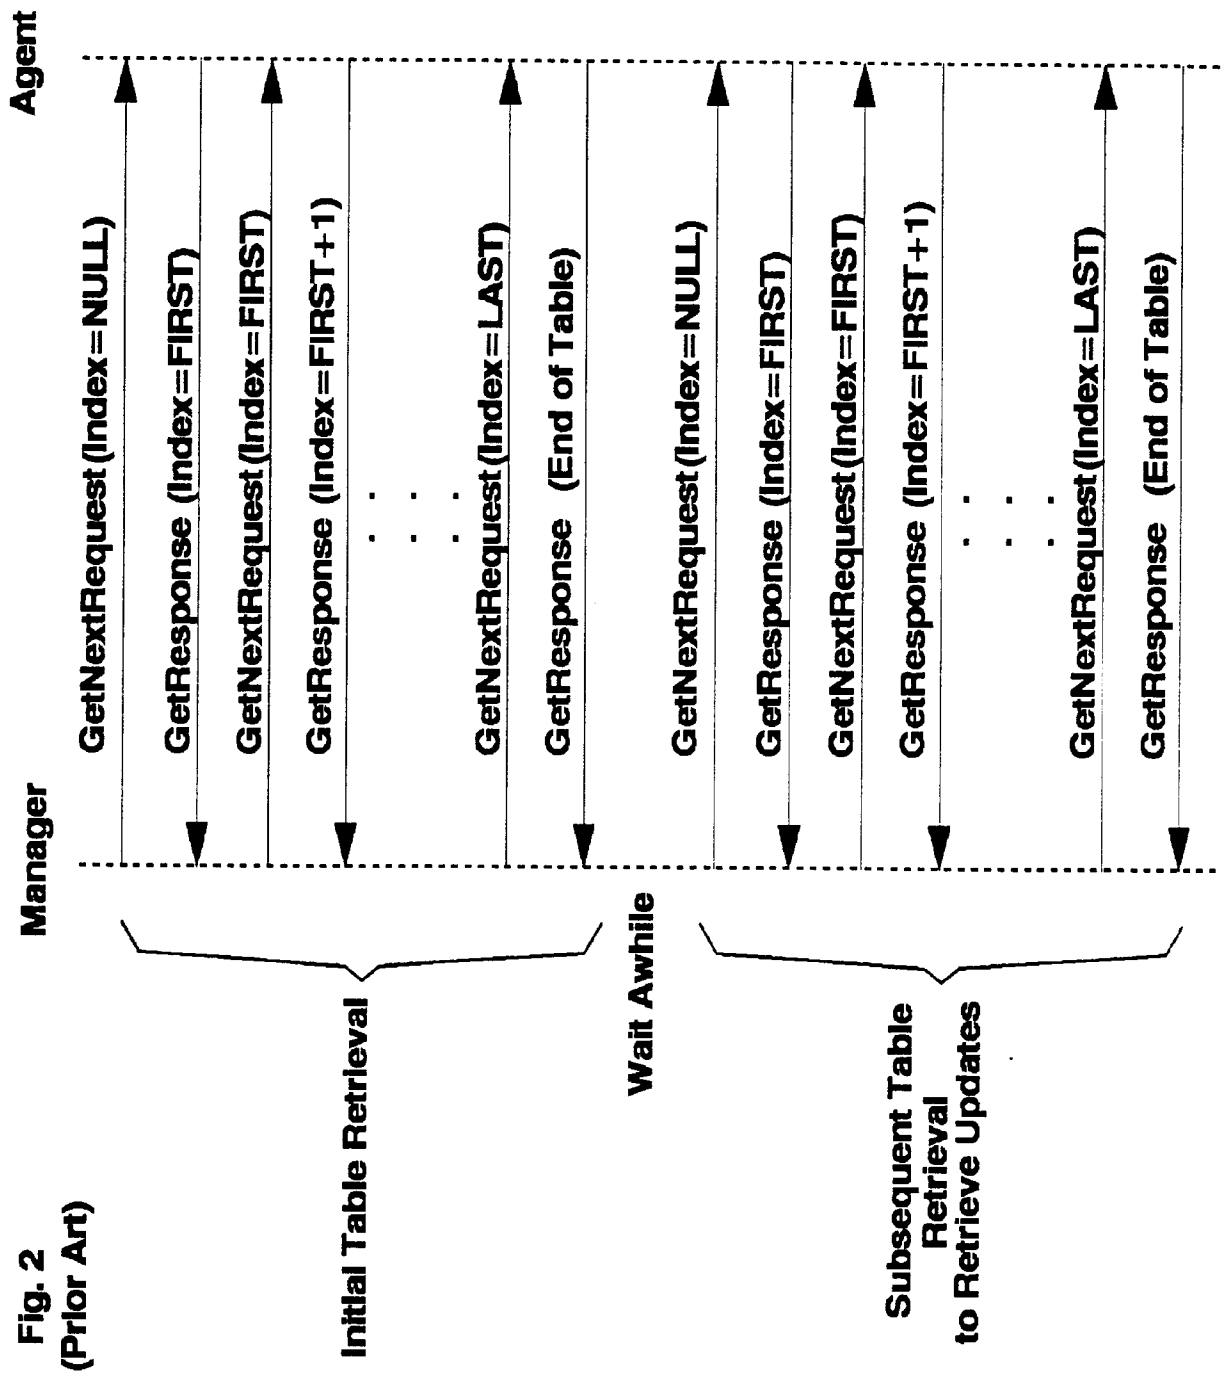 Fig. 2
(Prior Art)
Manager
Agent
GetNextRequest(Index=NULL)
GetResponse (Index=FIRST)
GetNextRequest(Index=FIRST)
GetResponse (Index=FIRST+1)
. . .
. . .
GetNextRequest(Index=LAST)
GetResponse (End of Table)
Initial Table Retrieval
Wait Awhile
GetNextRequest(Index=NULL)
GetResponse (Index=FIRST)
GetNextRequest(Index=FIRST)
GetResponse (Index=FIRST+1)
. . .
. . .
GetNextRequest(Index=LAST)
GetResponse (End of Table)
Subsequent Table
Retrieval
to Retrieve Updates